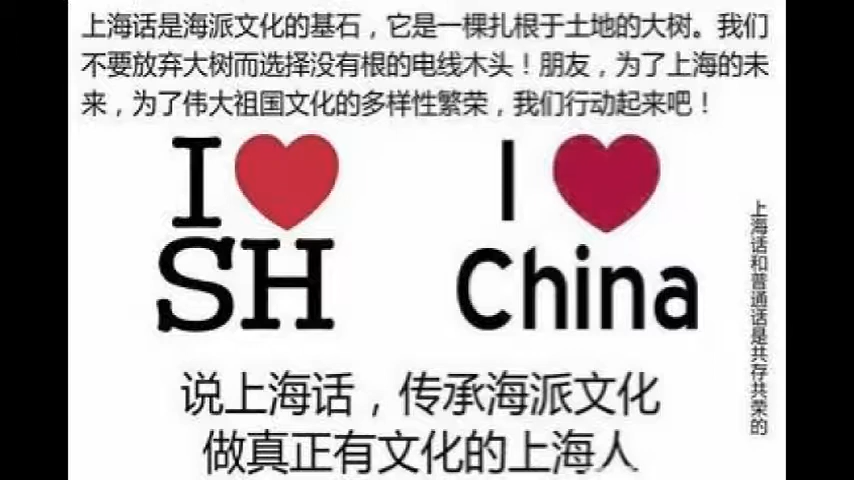 上海话是海派文化的基石，它是一棵扎根于土地的大树。我们
不要放弃大树而选择没有根的电线木头！朋友，为了上海的未
来，为了伟大祖国文化的多样性繁荣，我们行动起来吧！
I ❤ SH
I ❤ China
上海话和普通话是共存共荣的
说上海话，传承海派文化
做真正有文化的上海人